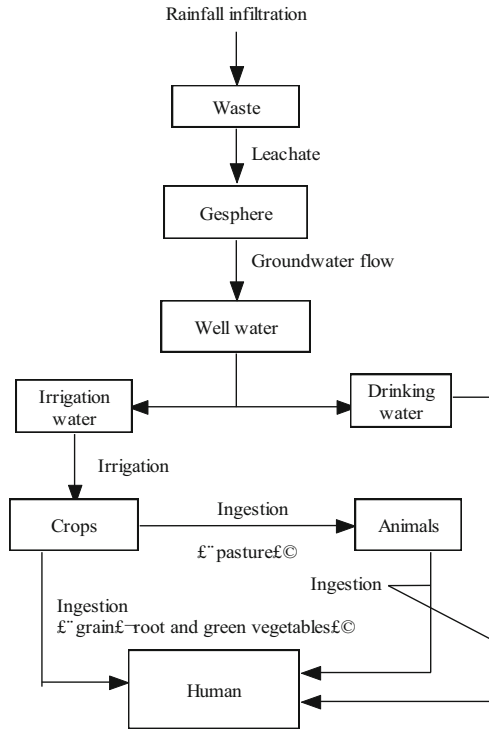 Rainfall infiltration
Waste
Leachate
Gesphere
Groundwater flow
Well water
Irrigation
water
Drinking
water
Irrigation
Crops
Ingestion
£¨pasture£©
Animals
Ingestion
Ingestion
£¨grain£¬root and green vegetables£©
Human